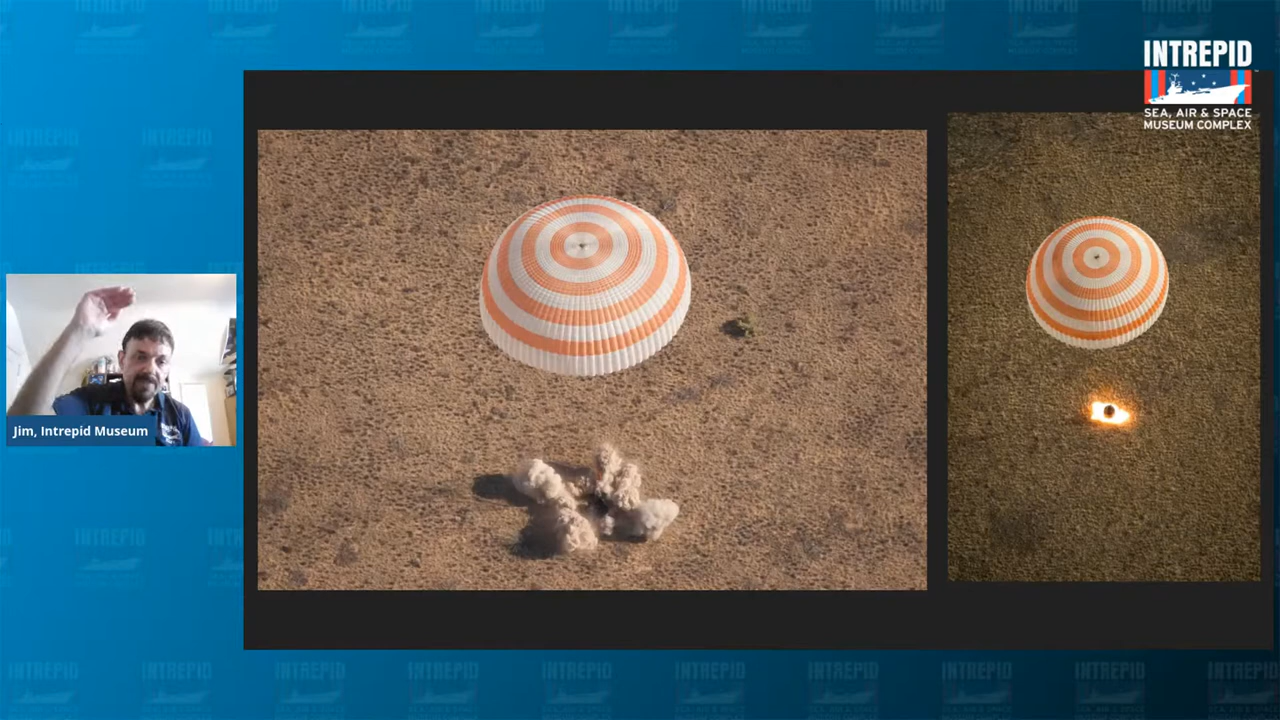 INTREPID
SEA, AIR & SPACE
MUSEUM COMPLEX
Jim, Intrepid Museum